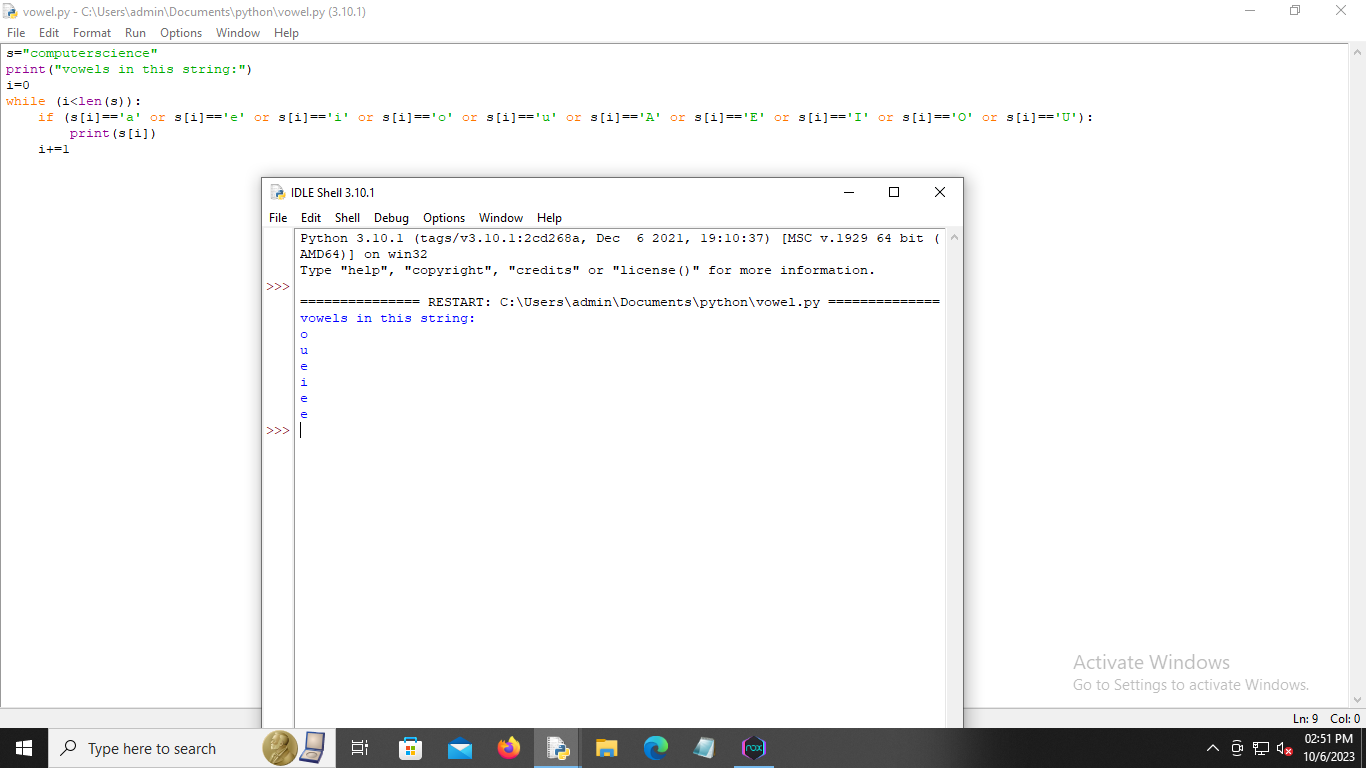 vowel.py - C:\Users\admin\Documents\python\vowel.py (3.10.1)
File Edit Format Run Options Window Help
s="computerscience"
print("vowels in this string:")
i=0
while (i<len(s)):
    if (s[i]=='a' or s[i]=='e' or s[i]=='i' or s[i]=='o' or s[i]=='u' or s[i]=='A' or s[i]=='E' or s[i]=='I' or s[i]=='O' or s[i]=='U'):
        print(s[i])
    i+=1
IDLE Shell 3.10.1
File Edit Shell Debug Options Window Help
Python 3.10.1 (tags/v3.10.1:2cd268a, Dec  6 2021, 19:10:37) [MSC v.1929 64 bit (
AMD64)] on win32
Type "help", "copyright", "credits" or "license()" for more information.
>>>
=============== RESTART: C:\Users\admin\Documents\python\vowel.py ==============
vowels in this string:
o
u
e
i
e
e
>>>
Activate Windows
Go to Settings to activate Windows.
Ln: 9 Col: 0
Type here to search
nox
02:51 PM
10/6/2023